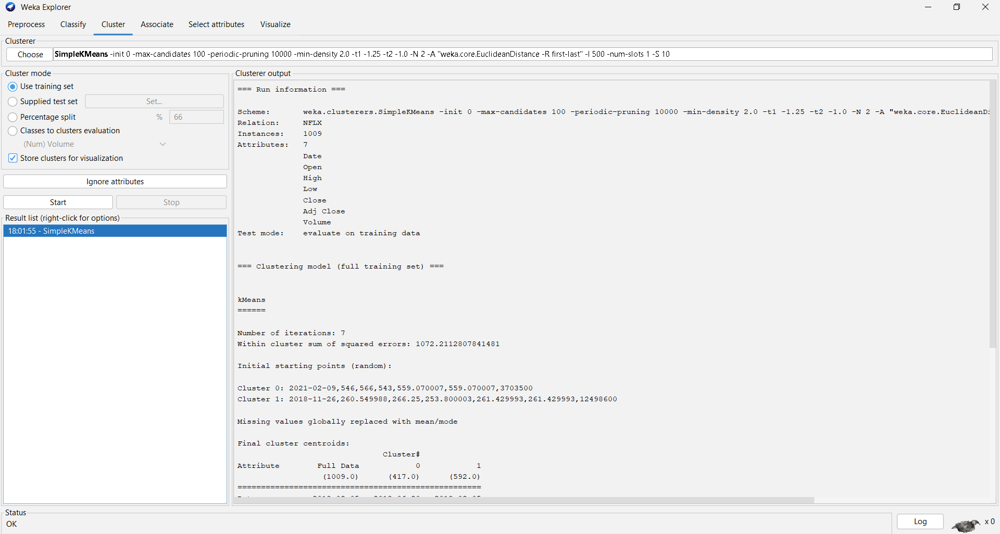 Weka Explorer
Preprocess Classify Cluster Associate Select attributes Visualize
Clusterer
Choose SimpleKMeans -init 0 -max-candidates 100 -periodic-pruning 10000 -min-density 2.0 -t1 -1.25 -t2 -1.0 -N 2 -A "weka.core.EuclideanDistance -R first-last" -I 500 -num-slots 1 -S 10
Cluster mode
Use training set
Supplied test set Set...
Percentage split % 66
Classes to clusters evaluation
(Num) Volume
Store clusters for visualization
Ignore attributes
Start Stop
Result list (right-click for options)
18:01:55 - SimpleKMeans
Clusterer output
=== Run information ===
Scheme: weka.clusterers.SimpleKMeans -init 0 -max-candidates 100 -periodic-pruning 10000 -min-density 2.0 -t1 -1.25 -t2 -1.0 -N 2 -A "weka.core.EuclideanDi
Relation: NFLX
Instances: 1009
Attributes: 7
Date
Open
High
Low
Close
Adj Close
Volume
Test mode: evaluate on training data
=== Clustering model (full training set) ===
kMeans
======
Number of iterations: 7
Within cluster sum of squared errors: 1072.2112807841481
Initial starting points (random):
Cluster 0: 2021-02-09,546,566,543,559.070007,559.070007,3703500
Cluster 1: 2018-11-26,260.549988,266.25,253.800003,261.429993,261.429993,12498600
Missing values globally replaced with mean/mode
Final cluster centroids:
Cluster#
Attribute Full Data 0 1
(1009.0) (417.0) (592.0)
====================================================
Status
OK
Log x 0